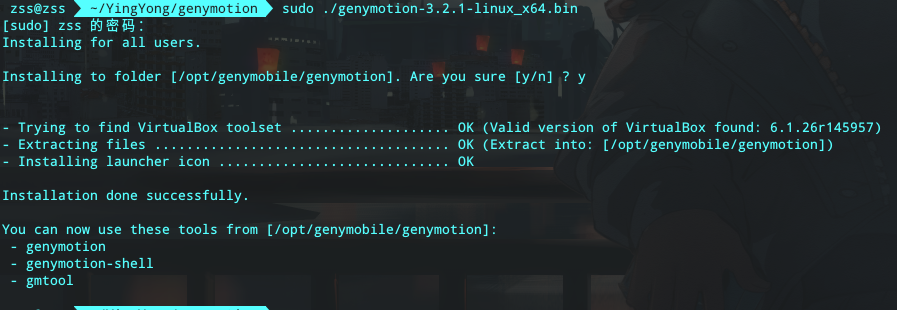 zss@zss ~/YingYong/genymotion sudo ./genymotion-3.2.1-linux_x64.bin
[sudo] zss 的密码：
Installing for all users.
Installing to folder [/opt/genymobile/genymotion]. Are you sure [y/n] ? y
- Trying to find VirtualBox toolset .................... OK (Valid version of VirtualBox found: 6.1.26r145957)
- Extracting files ..................................... OK (Extract into: [/opt/genymobile/genymotion])
- Installing launcher icon ............................. OK
Installation done successfully.
You can now use these tools from [/opt/genymobile/genymotion]:
- genymotion
- genymotion-shell
- gmtool